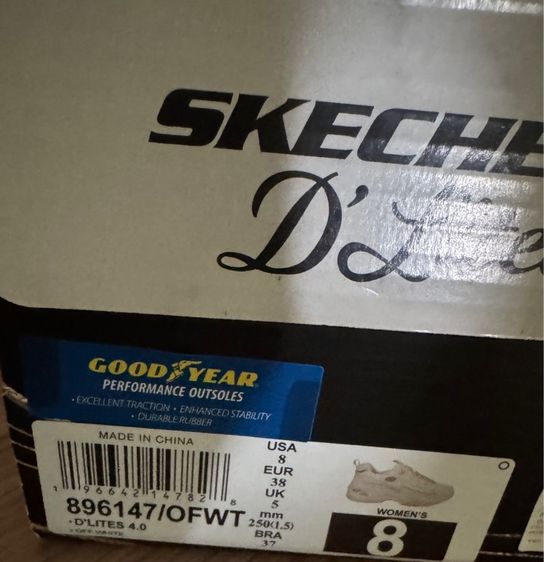 SKECHE
D'Lite
GOODYEAR
PERFORMANCE OUTSOLES
• EXCELLENT TRACTION • ENHANCED STABILITY
• DURABLE RUBBER
MADE IN CHINA
1 96642 14782 8
896147/OFWT
• D'LITES 4.0
OFF WHITE
USA
8
EUR
38
UK
5
mm
250(1.5)
BRA
37
WOMEN'S
8